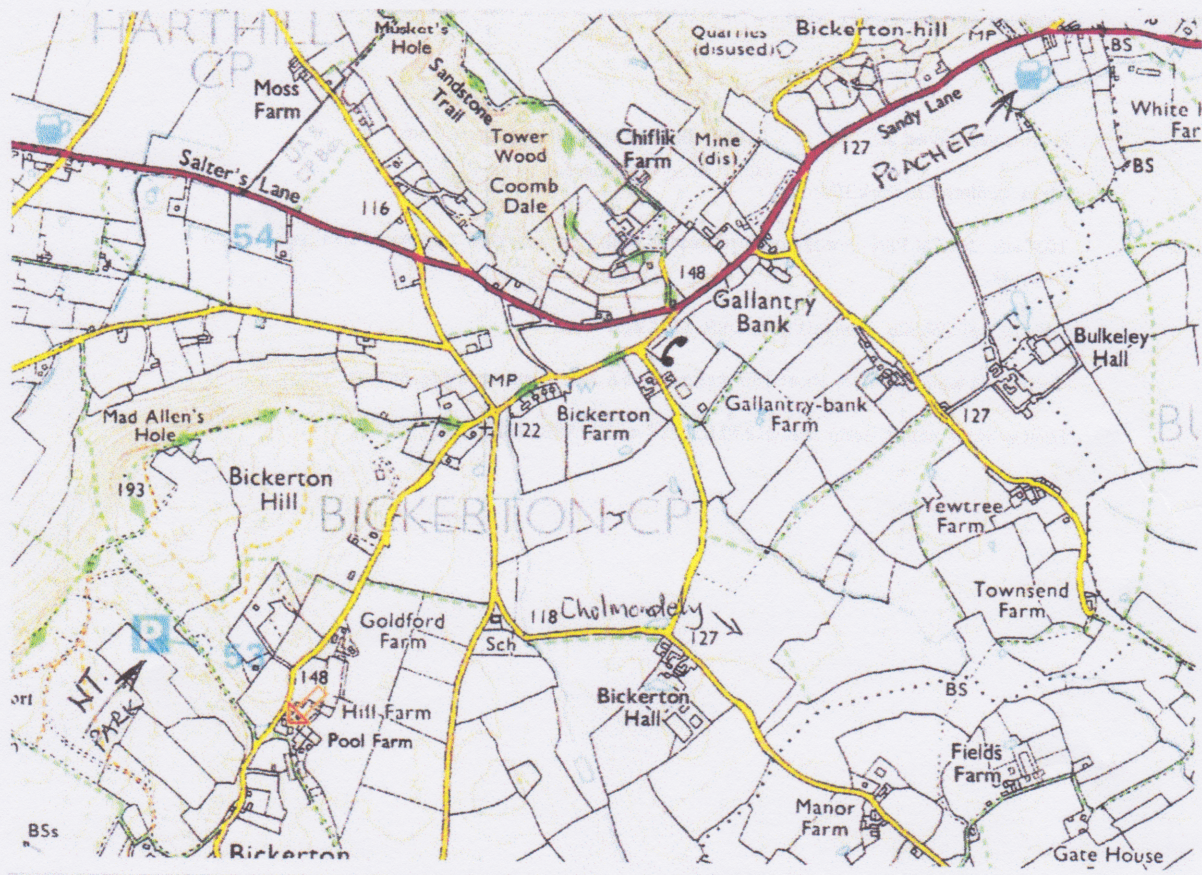 HARTHILL
CP
Musket's
Hole
Moss
Farm
Sandstone
Trail
Quarries
(disused)
Bickerton-hill
MP
BS
White
Tower
Wood
Coomb
Dale
Chiflik
Farm
Mine
(dis)
127
Sandy Lane
POACHER
BS
Salter's Lane
116
54
148
Gallantry
Bank
Bulkeley
Hall
MP
Mad Allen's
Hole
122
Bickerton
Farm
Gallantry-bank
Farm
127
193
Bickerton
Hill
BICKERTON CP
Yewtree
Farm
Townsend
Farm
118
Cholmondely
127
P
53
Goldford
Farm
Sch
148
NT.
PARK
Hill Farm
Pool Farm
Bickerton
Hall
BS
Fields
Farm
Manor
Farm
BSs
Bickerton
Gate House